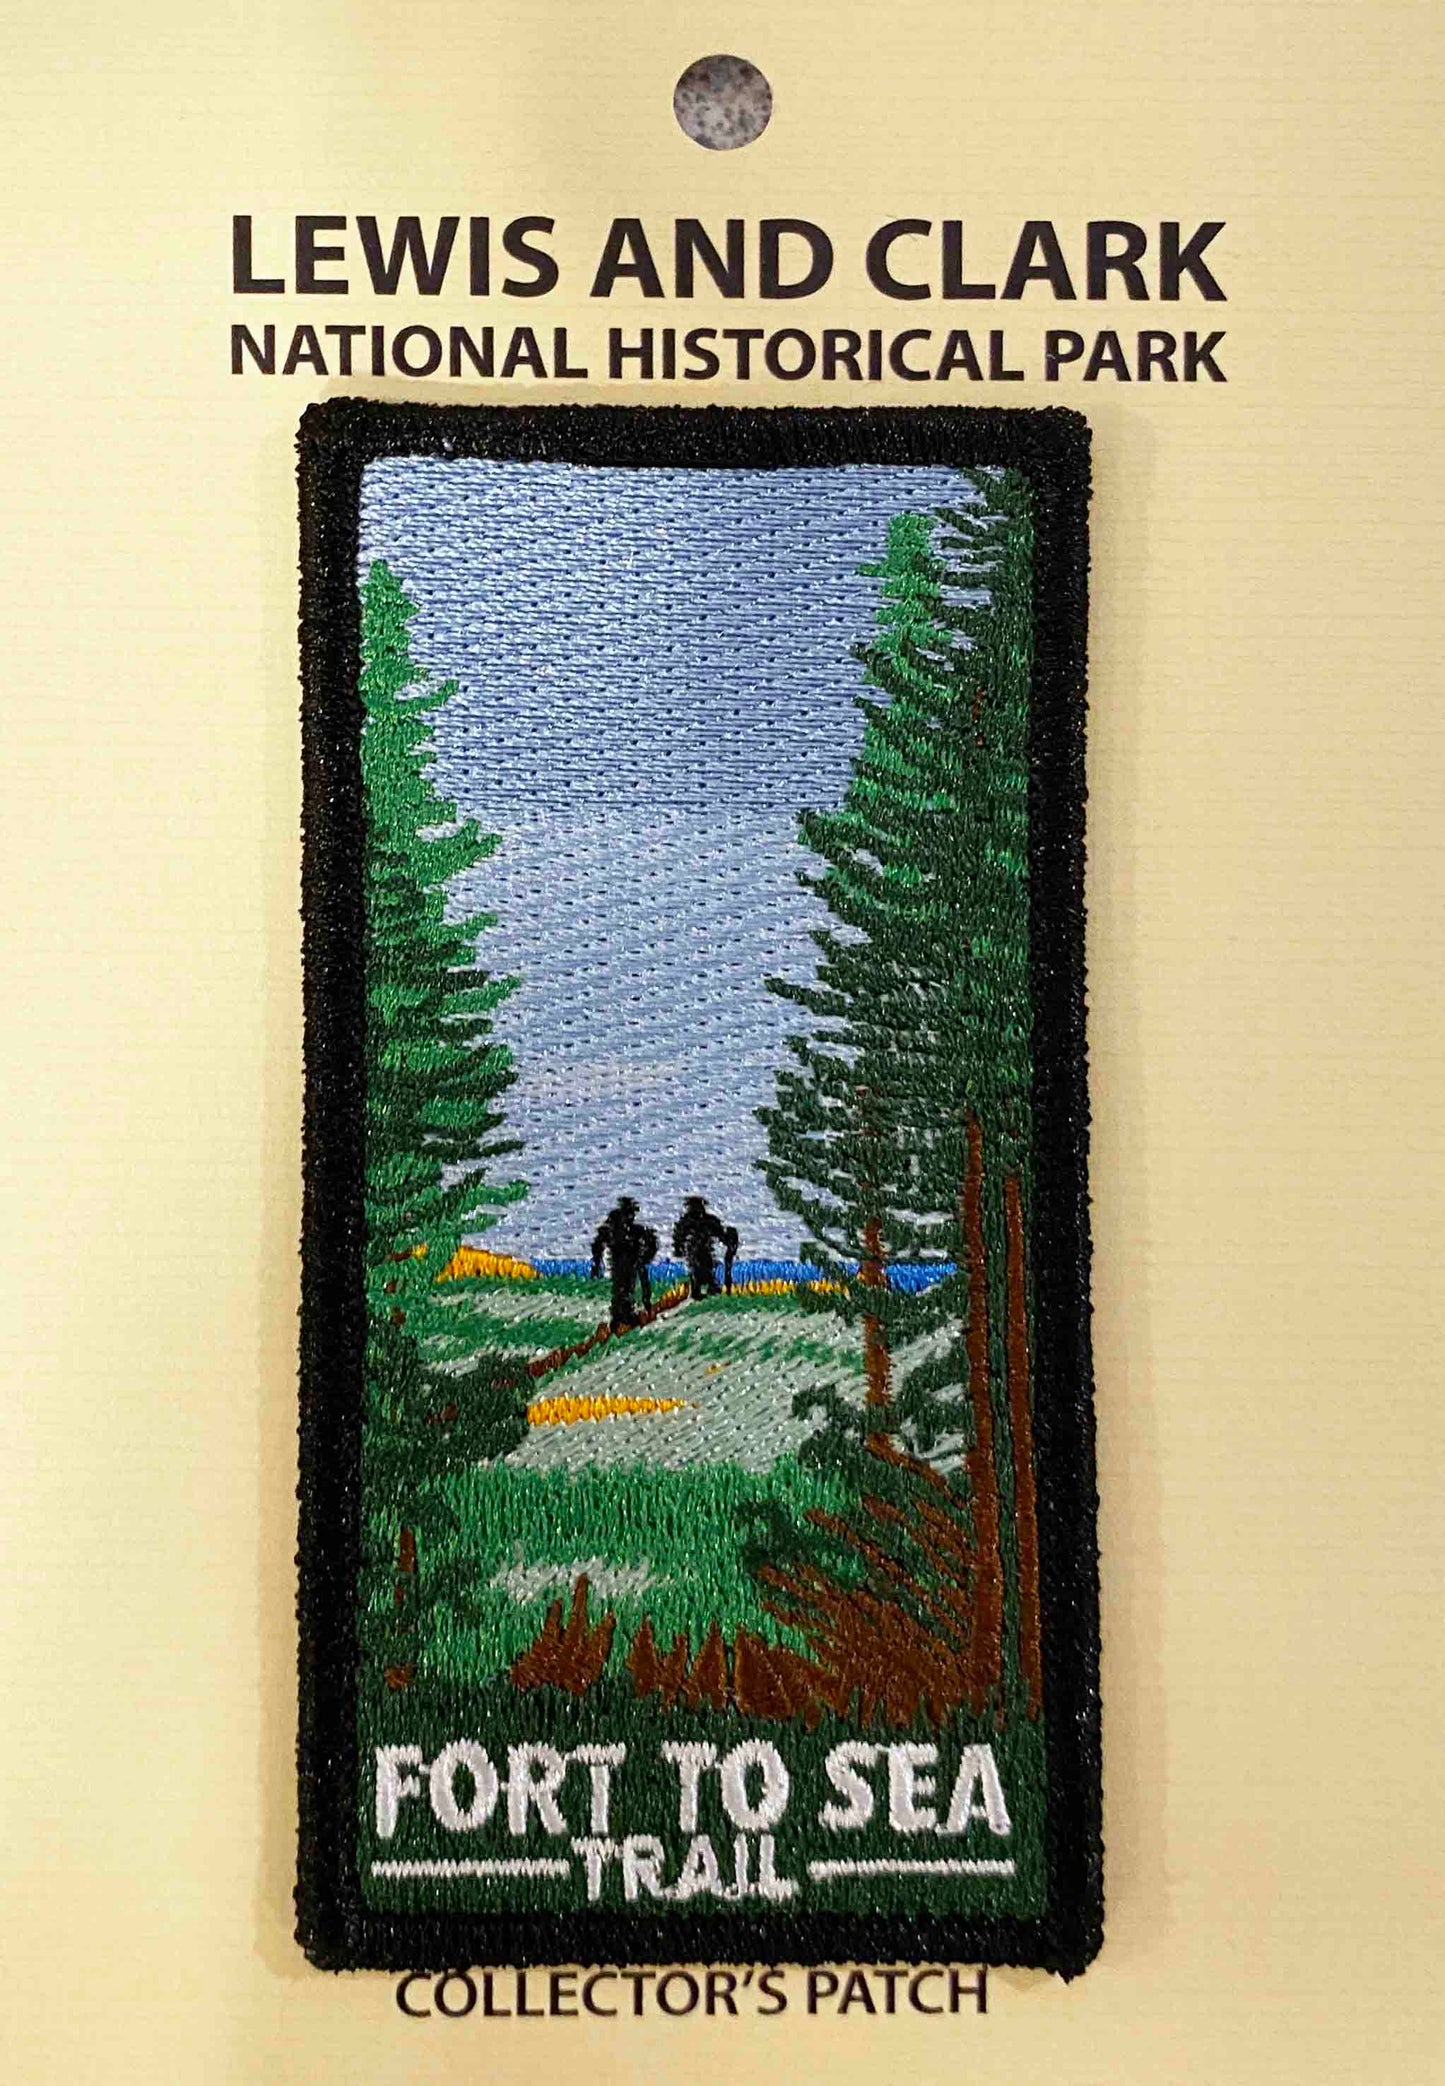 LEWIS AND CLARK
NATIONAL HISTORICAL PARK
FORT TO SEA
TRAIL
COLLECTOR'S PATCH